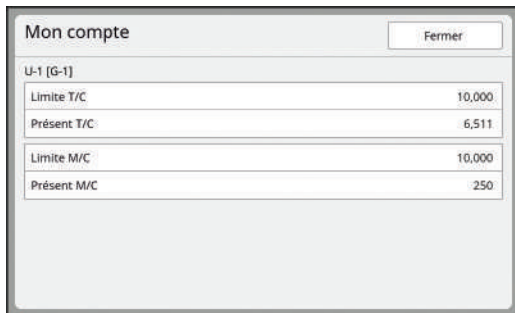 Mon compte
Fermer
U-1 [G-1]
Limite T/C 10,000
Présent T/C 6,511
Limite M/C 10,000
Présent M/C 250